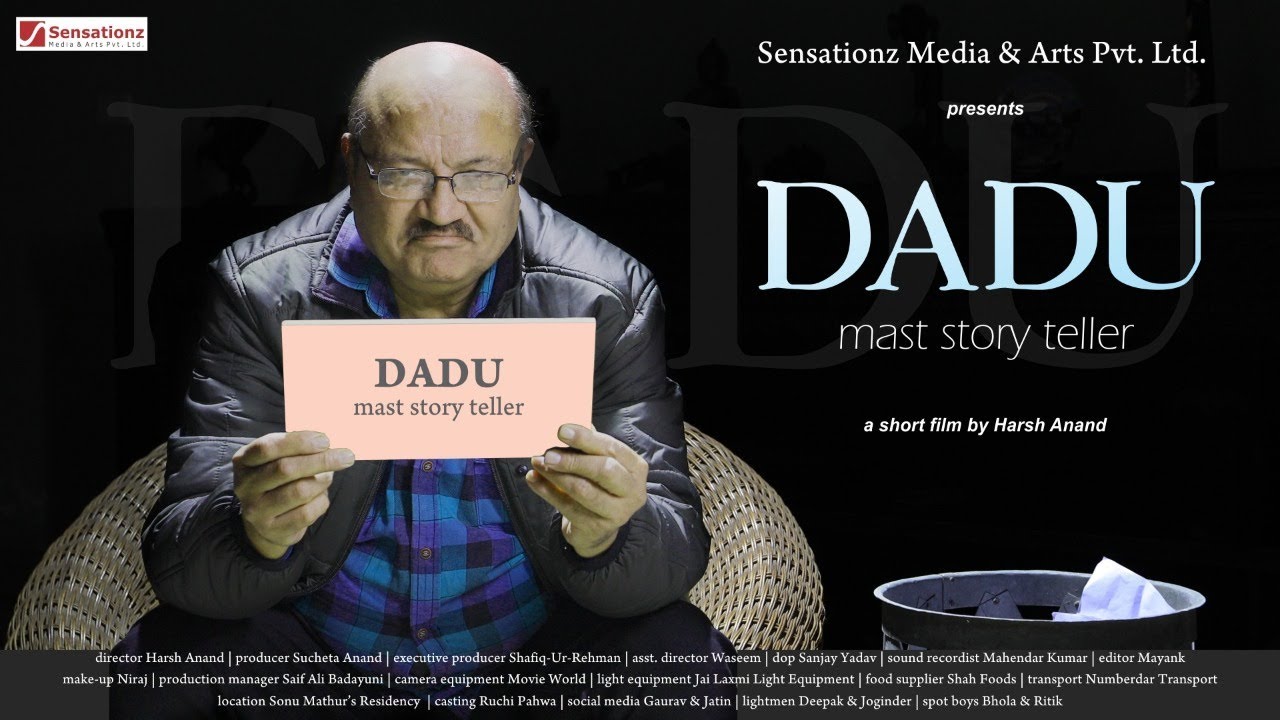 Sensationz
Media & Arts Pvt. Ltd.
Sensationz Media & Arts Pvt. Ltd.
presents
DADU
DADU
mast story teller
DADU
mast story teller
a short film by Harsh Anand
director Harsh Anand | producer Sucheta Anand | executive producer Shafiq-Ur-Rehman | asst. director Waseem | dop Sanjay Yadav | sound recordist Mahendar Kumar | editor Mayank
make-up Niraj | production manager Saif Ali Badayuni | camera equipment Movie World | light equipment Jai Laxmi Light Equipment | food supplier Shah Foods | transport Numberdar Transport
location Sonu Mathur's Residency | casting Ruchi Pahwa | social media Gaurav & Jatin | lightmen Deepak & Joginder | spot boys Bhola & Ritik